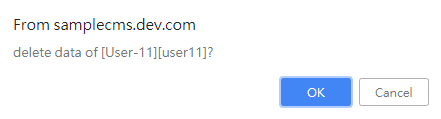 From samplecms.dev.com
delete data of [User-11][user11]?
OK
Cancel